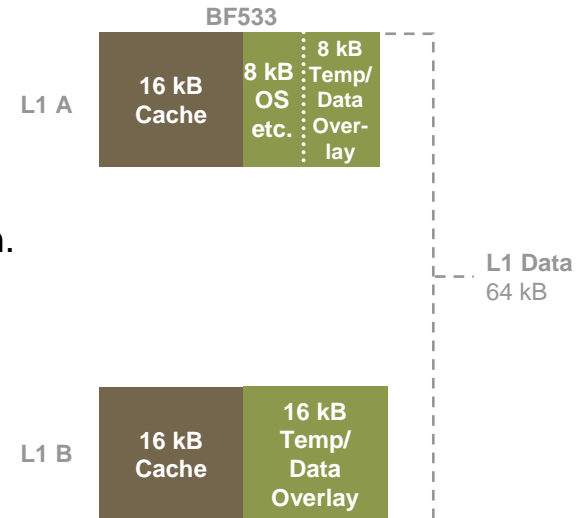 BF533
L1 A
16 kB
Cache
8 kB
OS
etc.
8 kB
Temp/
Data
Over-
lay
.
L1 Data
64 kB
L1 B
16 kB
Cache
16 kB
Temp/
Data
Overlay